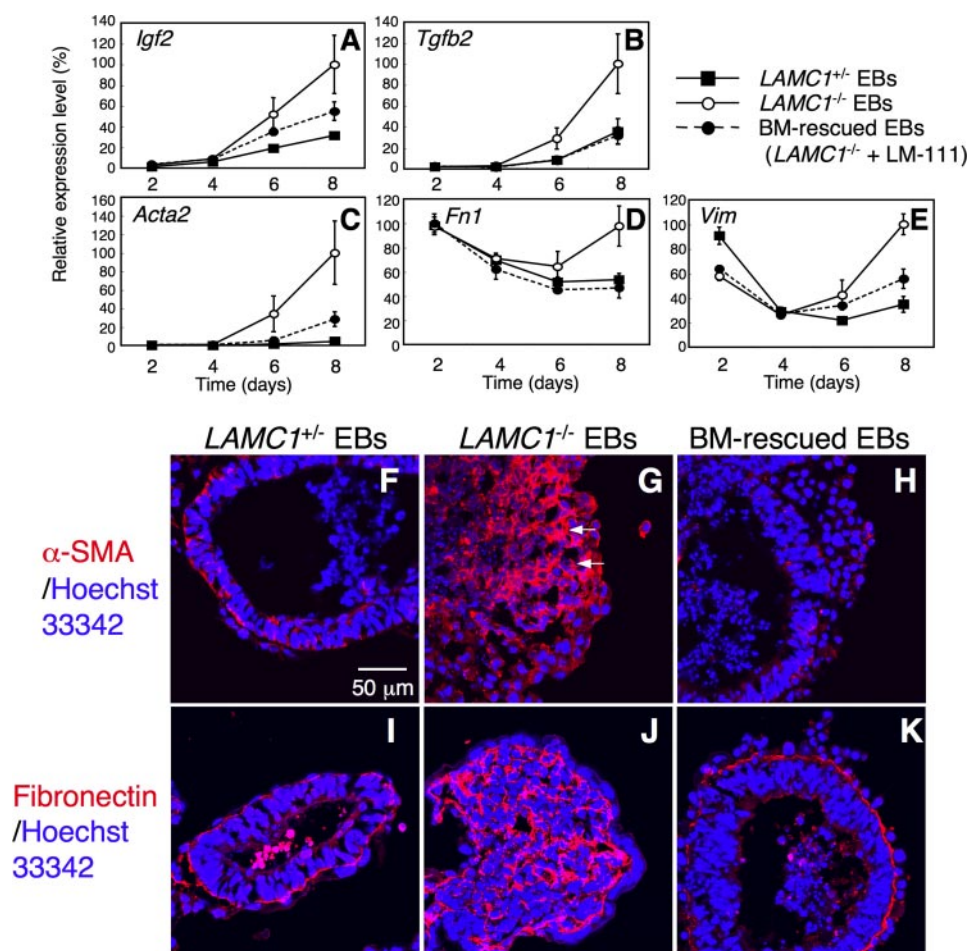 Igf2 A
140
120
100
80
60
40
20
0
2 4 6 8
Tgfb2 B
140
120
100
80
60
40
20
0
2 4 6 8
LAMC1+/- EBs
LAMC1-/- EBs
BM-rescued EBs
(LAMC1-/- + LM-111)
Relative expression level (%)
Acta2 C
160
140
120
100
80
60
40
20
0
2 4 6 8
Time (days)
Fn1 D
120
100
80
60
40
20
0
2 4 6 8
Time (days)
Vim E
120
100
80
60
40
20
0
2 4 6 8
Time (days)
LAMC1+/- EBs LAMC1-/- EBs BM-rescued EBs
F G H
α-SMA
/Hoechst
33342
50 μm
I J K
Fibronectin
/Hoechst
33342